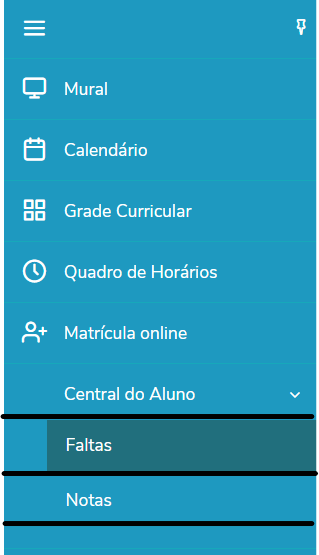 Mural
Calendário
Grade Curricular
Quadro de Horários
Matrícula online
Central do Aluno
Faltas
Notas